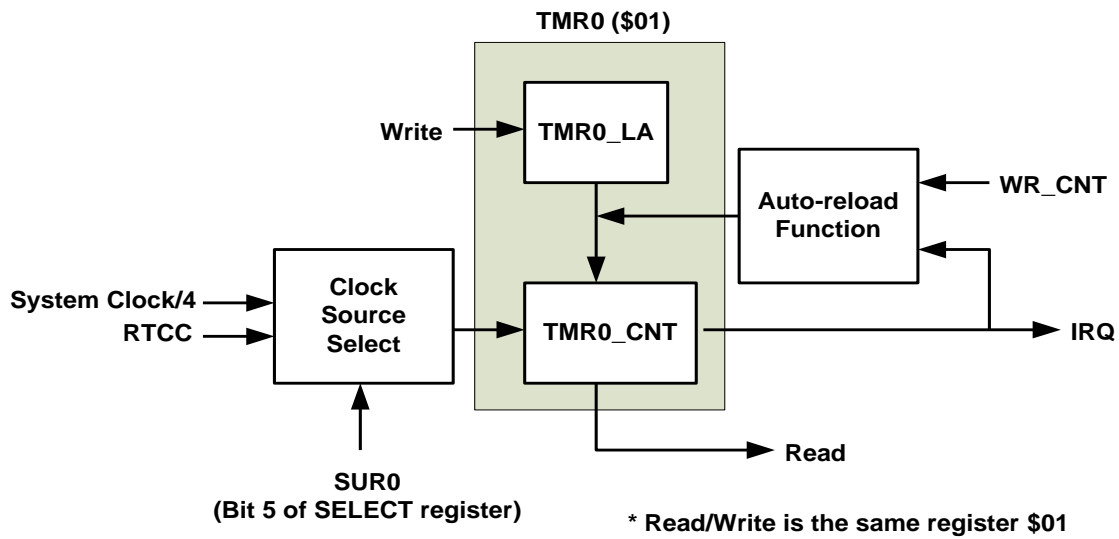 TMR0 ($01)
Write
TMR0_LA
Auto-reload
Function
WR_CNT
System Clock/4
RTCC
Clock
Source
Select
TMR0_CNT
IRQ
Read
SUR0
(Bit 5 of SELECT register)
* Read/Write is the same register $01